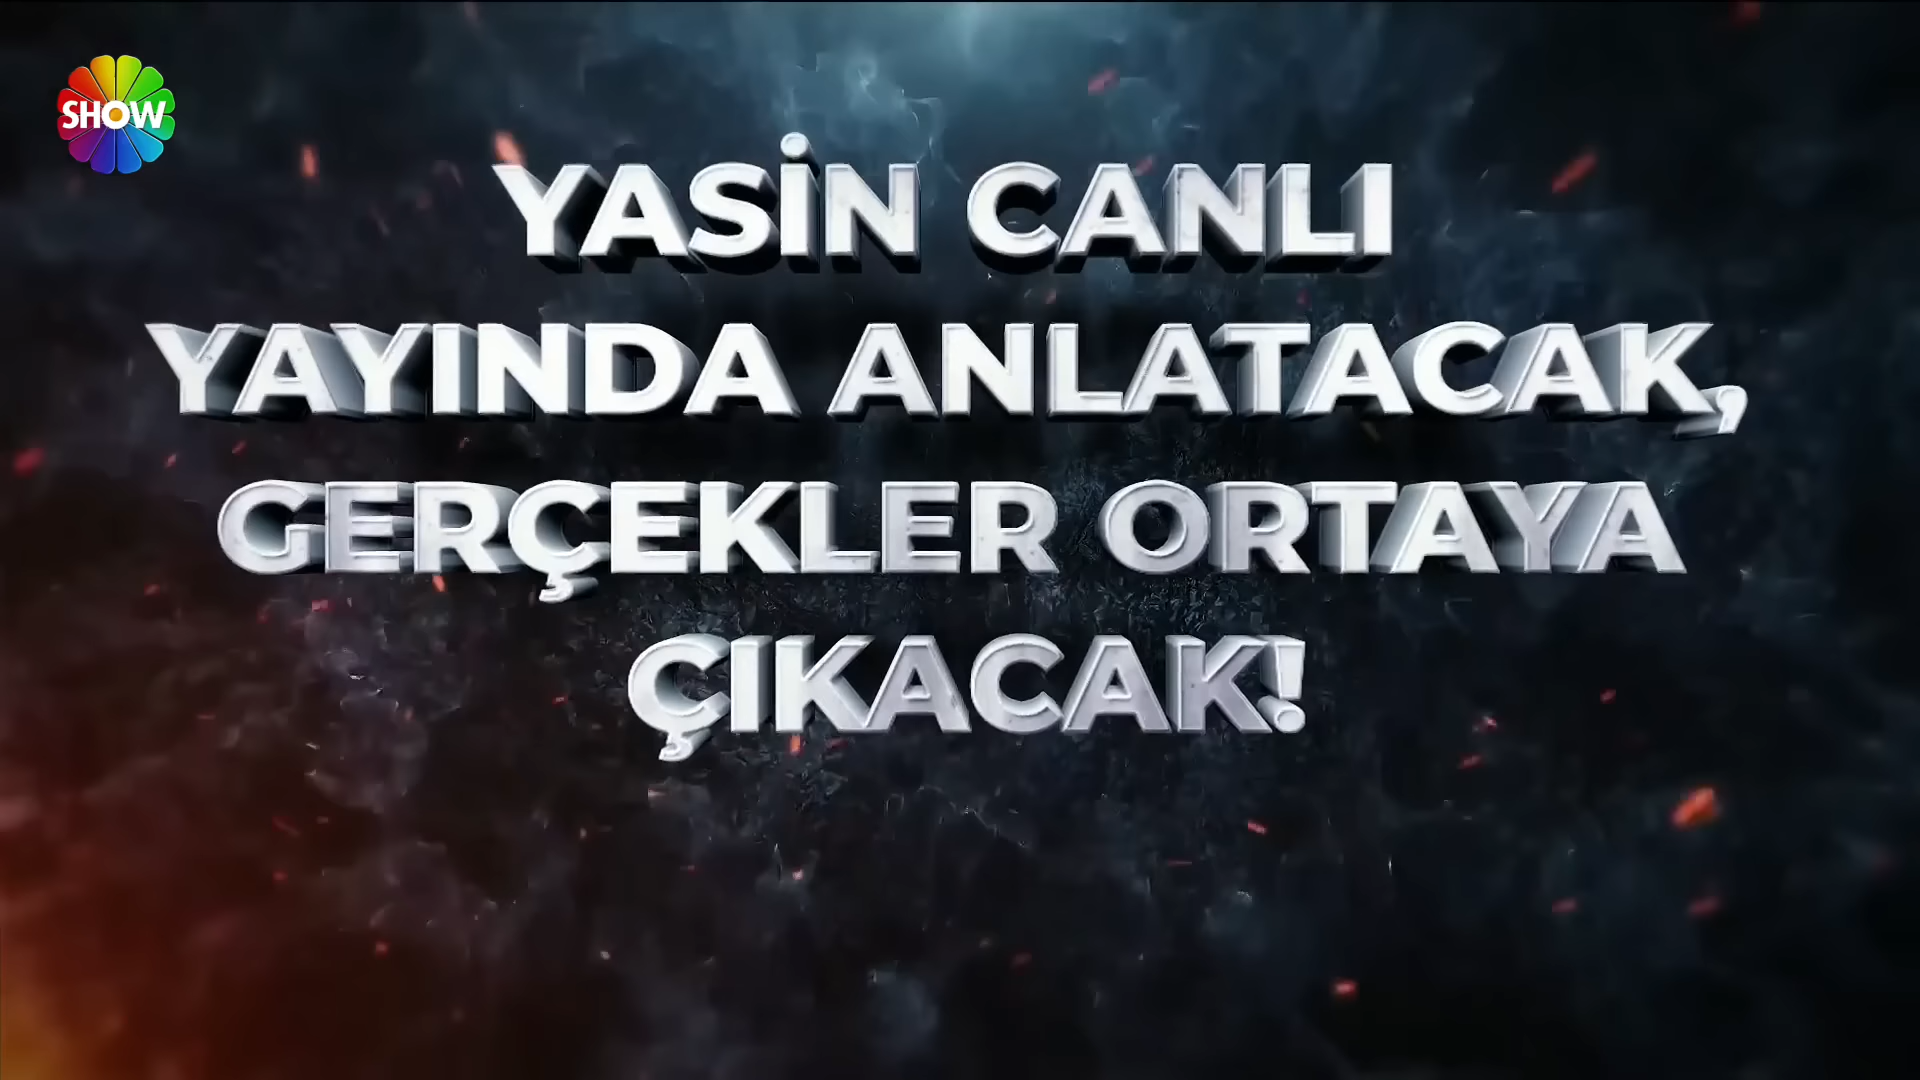 SHOW
YASİN CANLI
YAYINDA ANLATACAK,
GERÇEKLER ORTAYA
ÇIKACAK!